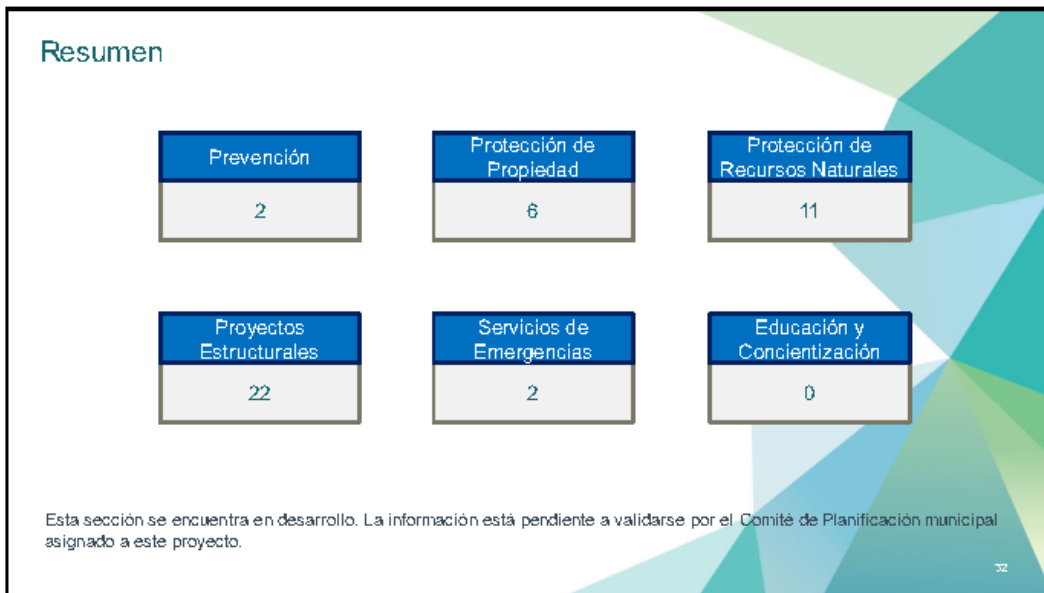 Resumen
Prevención
2
Protección de
Propiedad
6
Protección de
Recursos Naturales
11
Proyectos
Estructurales
22
Servicios de
Emergencias
2
Educación y
Concientización
0
Esta sección se encuentra en desarrollo. La información está pendiente a validarse por el Comité de Planificación municipal
asignado a este proyecto.
32